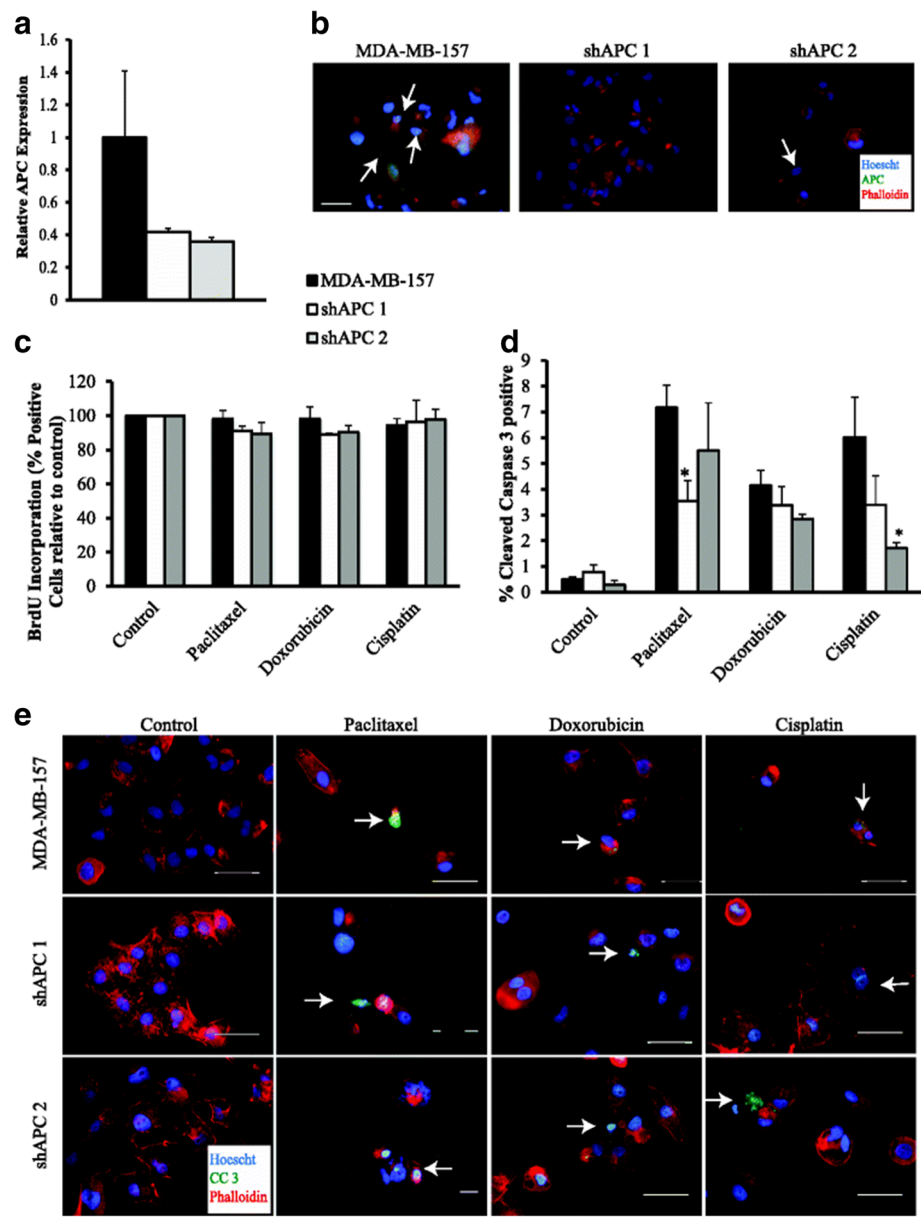 a
Relative APC Expression
1.6
1.4
1.2
1
0.8
0.6
0.4
0.2
0
b
MDA-MB-157
shAPC 1
shAPC 2
Hoescht
APC
Phalloidin
MDA-MB-157
shAPC 1
shAPC 2
c
BrdU Incorporation (% Positive
Cells relative to control)
120
100
80
60
40
20
0
Control
Paclitaxel
Doxorubicin
Cisplatin
d
% Cleaved Caspase 3 positive
9
8
7
6
5
4
3
2
1
0
*
*
Control
Paclitaxel
Doxorubicin
Cisplatin
e
Control
Paclitaxel
Doxorubicin
Cisplatin
MDA-MB-157
shAPC 1
shAPC 2
Hoescht
CC 3
Phalloidin